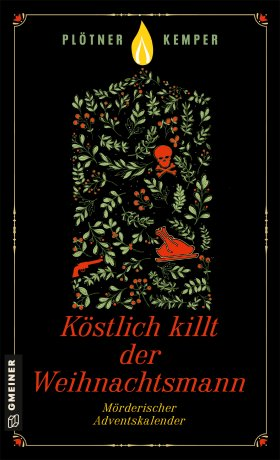 PLÖTNER KEMPER
Köstlich killt
der
Weihnachtsmann
Mörderischer
Adventskalender
GMEINER